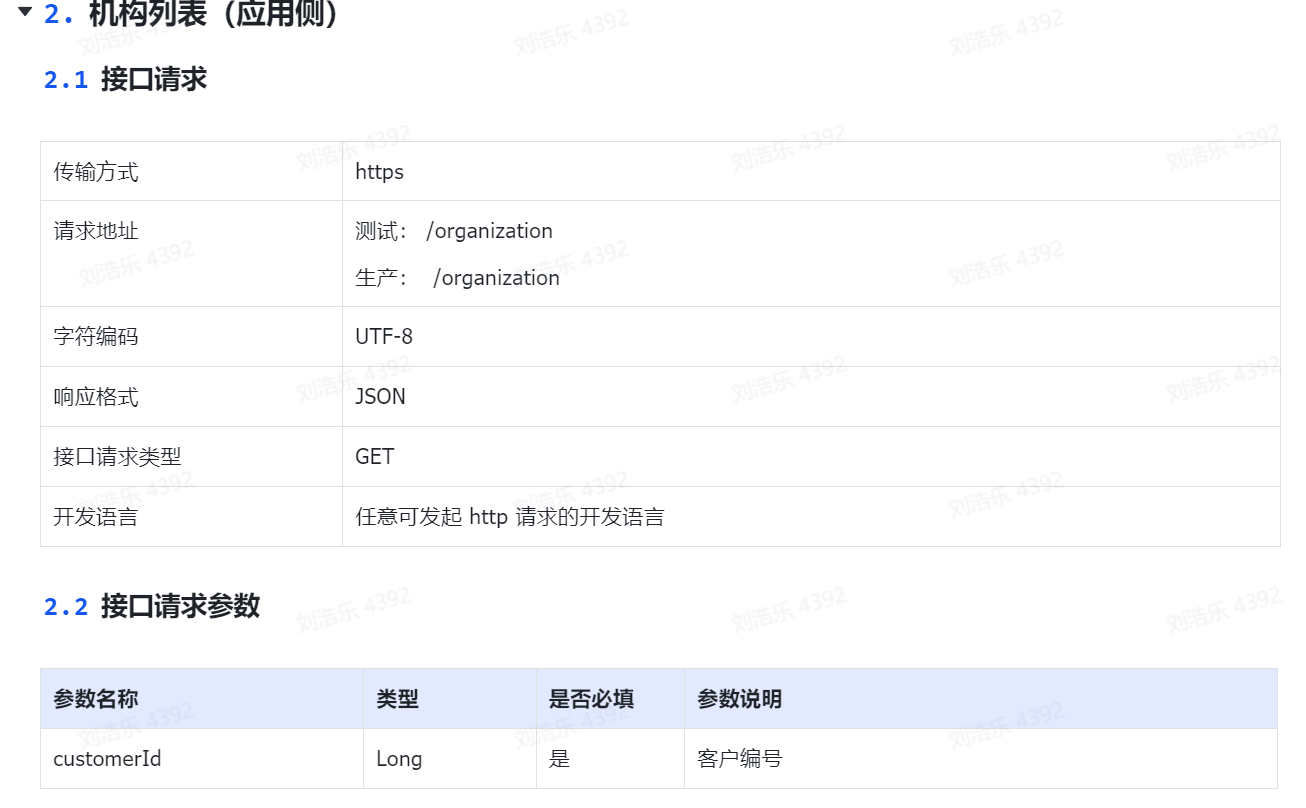 2. 机构列表（应用侧）
2.1 接口请求
传输方式 https
请求地址 测试： /organization
生产： /organization
字符编码 UTF-8
响应格式 JSON
接口请求类型 GET
开发语言 任意可发起 http 请求的开发语言
2.2 接口请求参数
参数名称 类型 是否必填 参数说明
customerId Long 是 客户编号
刘浩乐 4392